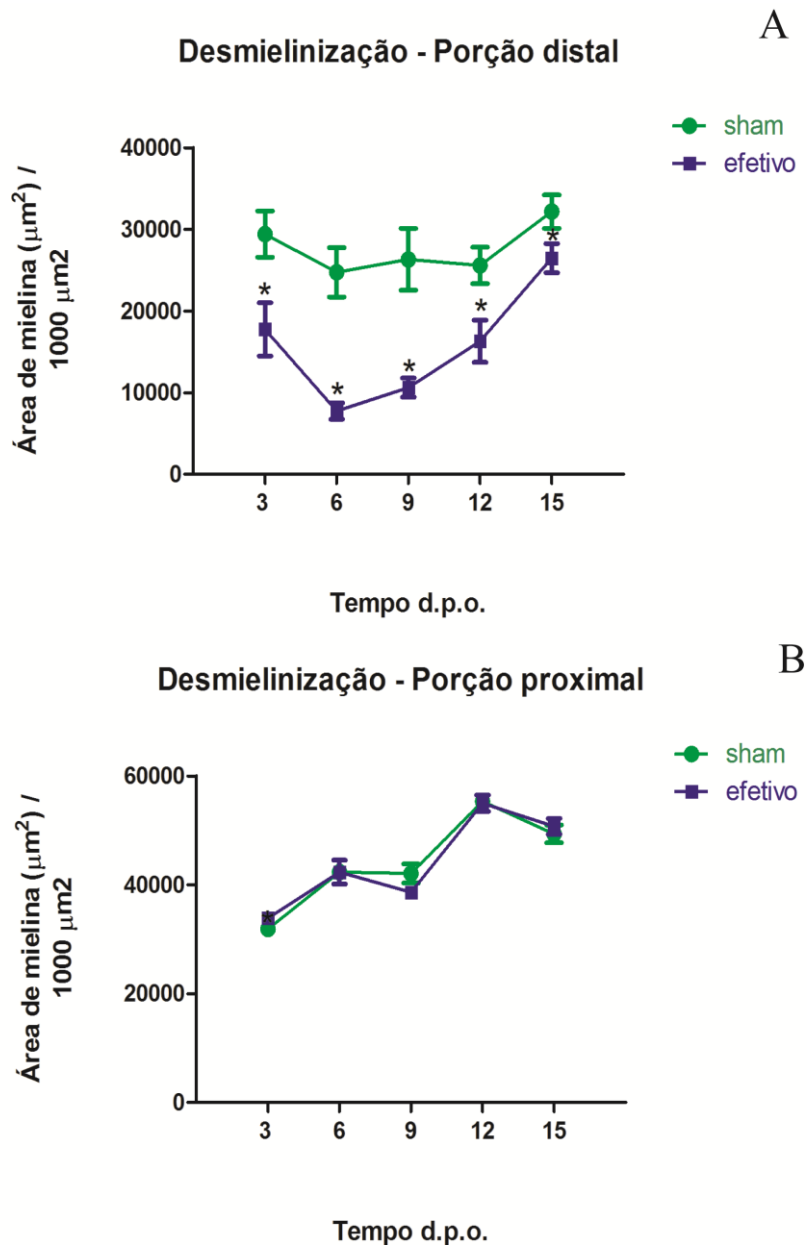 A
Desmielinização - Porção distal
sham
efetivo
Área de mielina (μm²) /
1000 μm2
40000
30000
20000
10000
0
* * * * *
3 6 9 12 15
Tempo d.p.o.
B
Desmielinização - Porção proximal
sham
efetivo
Área de mielina (μm²) /
1000 μm2
60000
40000
20000
0
*
3 6 9 12 15
Tempo d.p.o.